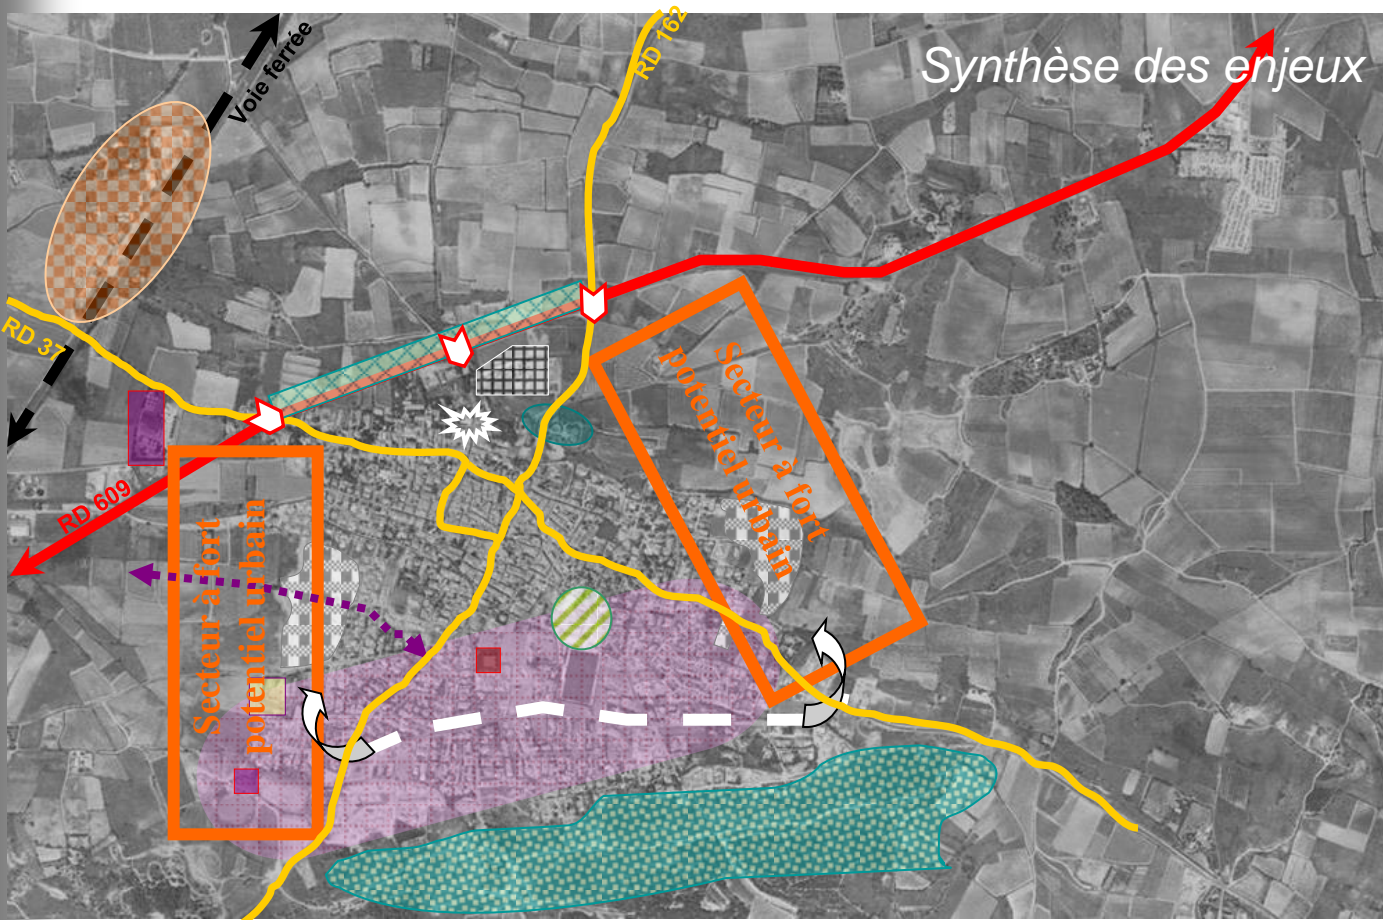 Synthèse des enjeux
RD 162
Voie ferrée
RD 37
RD 609
Secteur à fort
potentiel urbain
Secteur à fort
potentiel urbain